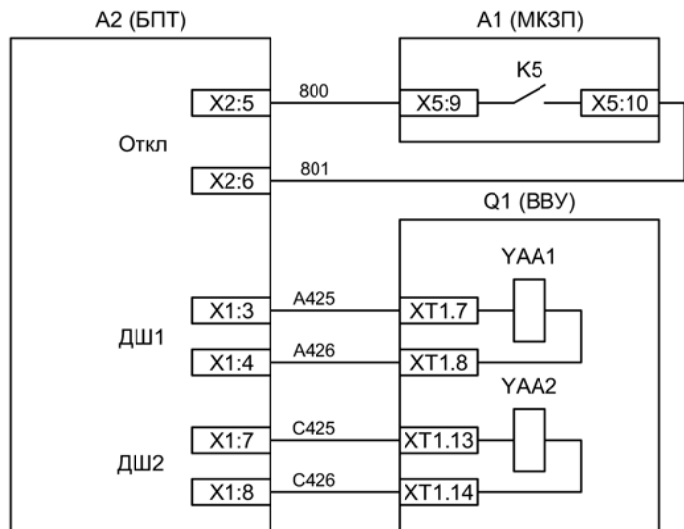 A2 (БПТ)
A1 (МКЗП)
K5
X2:5
800
X5:9
X5:10
Откл
X2:6
801
Q1 (ВВУ)
YAA1
X1:3
A425
XT1.7
ДШ1
X1:4
A426
XT1.8
YAA2
X1:7
C425
XT1.13
ДШ2
X1:8
C426
XT1.14